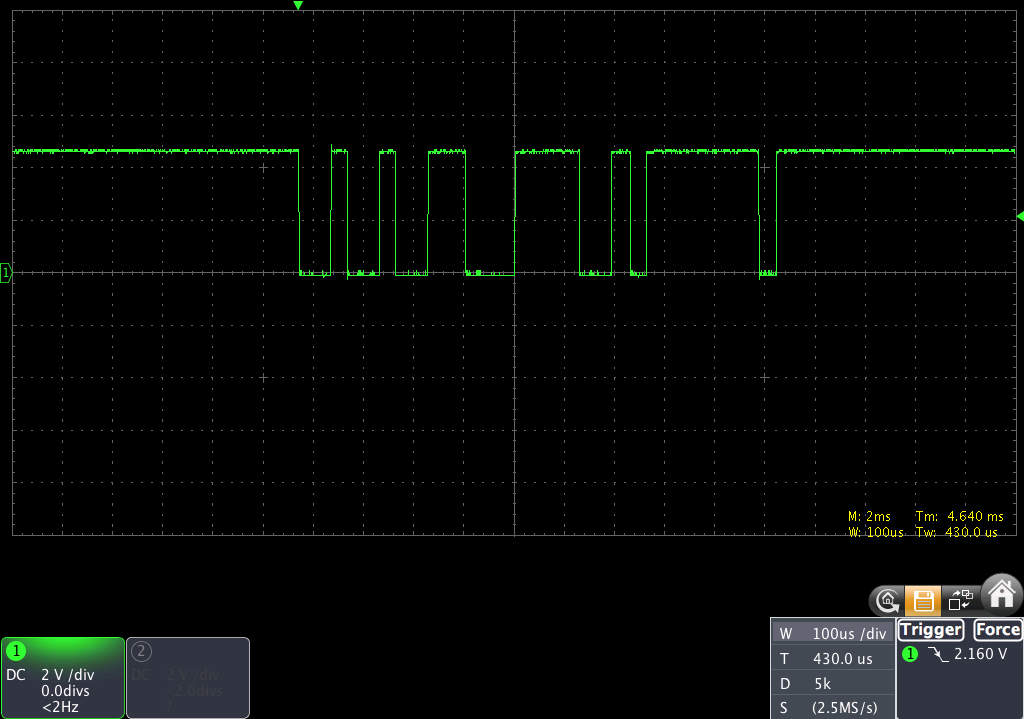 1
M: 2ms Tm: 4.640 ms
W: 100us Tw: 430.0 us
1
DC 2 V /div
0.0divs
<2Hz
2
DC 2 V /div
-2.0divs
?
W 100us /div
T 430.0 us
D 5k
S (2.5MS/s)
Trigger Force
1 2.160 V